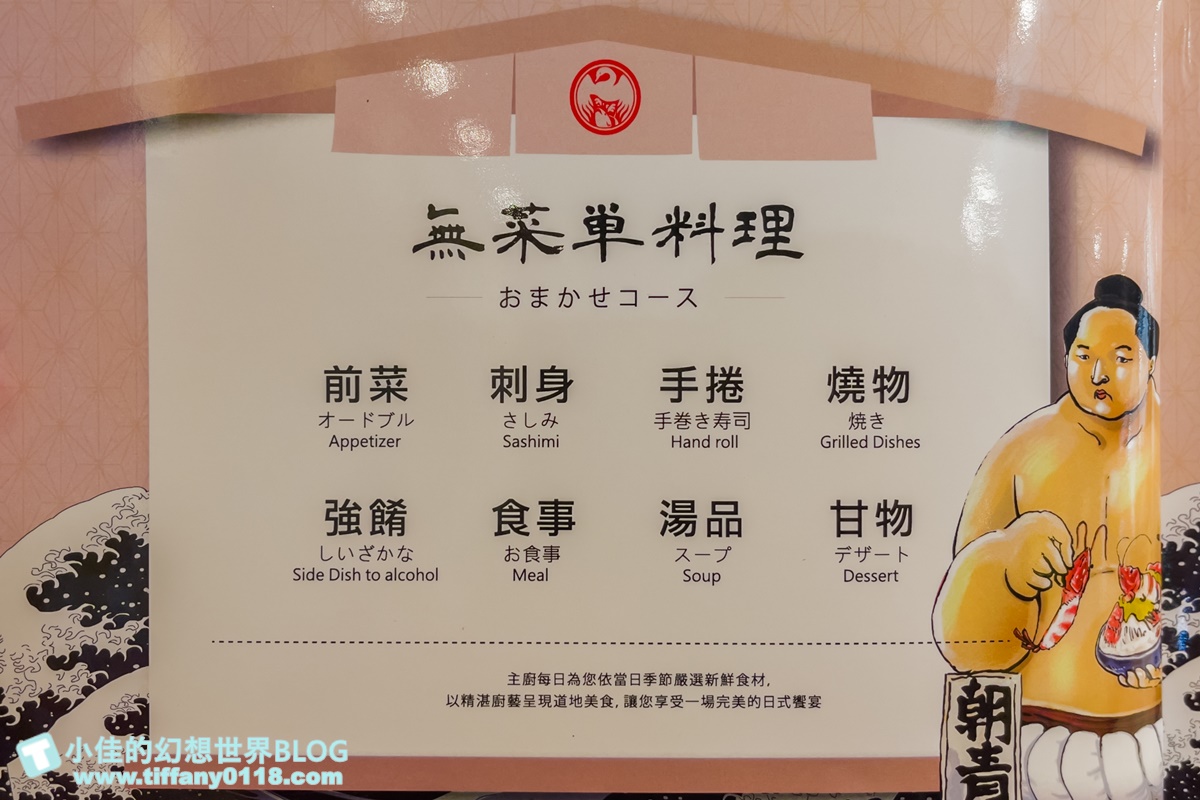 無菜単料理
おまかせコース
前菜 刺身 手捲 燒物
オードブル さしみ 手巻き寿司 焼き
Appetizer Sashimi Hand roll Grilled Dishes
強餚 食事 湯品 甘物
しいざかな お食事 スープ デザート
Side Dish to alcohol Meal Soup Dessert
主廚每日為您依當日季節嚴選新鮮食材,
以精湛廚藝呈現道地美食, 讓您享受一場完美的日式饗宴
朝青
小佳的幻想世界BLOG
www.tiffany0118.com